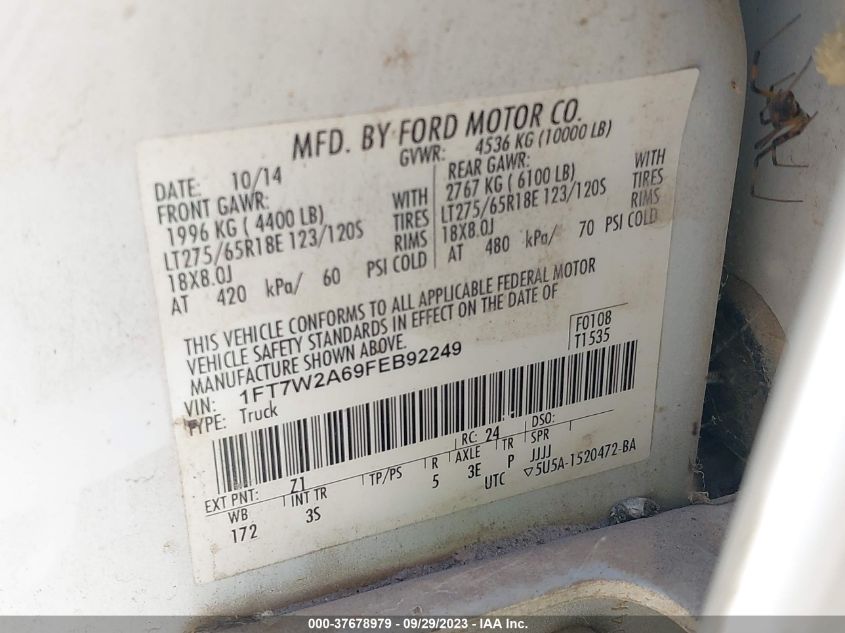 MFD. BY FORD MOTOR CO.
DATE: 10/14 GVWR: 4536 KG (10000 LB)
FRONT GAWR: REAR GAWR:
1996 KG ( 4400 LB) WITH 2767 KG ( 6100 LB) WITH
LT275/65R18E 123/120S TIRES LT275/65R18E 123/120S TIRES
18X8.0J RIMS 18X8.0J RIMS
AT 420 kPa/ 60 PSI COLD AT 480 kPa/ 70 PSI COLD
THIS VEHICLE CONFORMS TO ALL APPLICABLE FEDERAL MOTOR
VEHICLE SAFETY STANDARDS IN EFFECT ON THE DATE OF
MANUFACTURE SHOWN ABOVE.
F0108
T1535
VIN: 1FT7W2A69FEB92249
TYPE: Truck
EXT PNT: Z1 RC: 24 DSO:
WB INT TR TP/PS R AXLE TR SPR
172 3S 5 3E P JJJJ
UTC ▽5U5A-1520472-BA
000-37678979 / 09/29/2023 - IAA Inc.